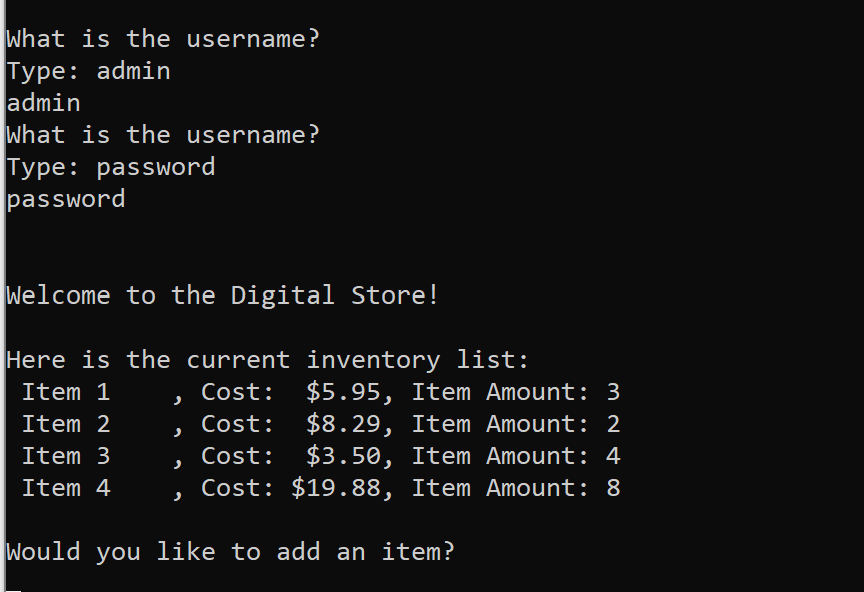 What is the username?
Type: admin
admin
What is the username?
Type: password
password
Welcome to the Digital Store!
Here is the current inventory list:
Item 1    , Cost:  $5.95, Item Amount: 3
Item 2    , Cost:  $8.29, Item Amount: 2
Item 3    , Cost:  $3.50, Item Amount: 4
Item 4    , Cost: $19.88, Item Amount: 8
Would you like to add an item?